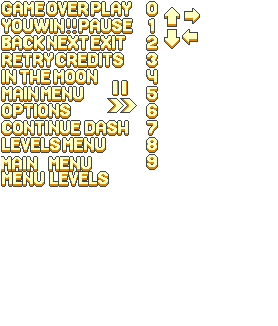 GAME OVER PLAY 0
YOU WIN!! PAUSE 1
BACK NEXT EXIT 2
RETRY CREDITS 3
IN THE MOON 4
MAIN MENU 5
OPTIONS 6
CONTINUE DASH 7
LEVELS MENU 8
MAIN MENU 9
MENU LEVELS